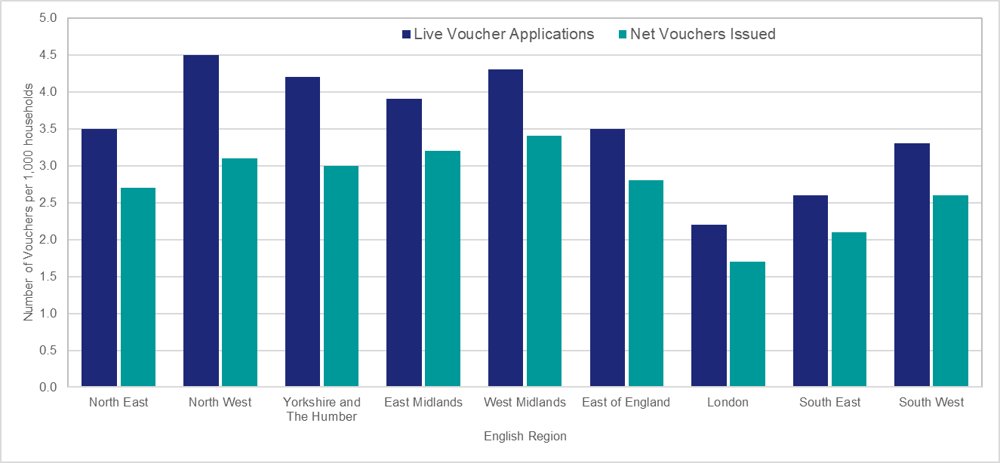 Live Voucher Applications
Net Vouchers Issued
Number of Vouchers per 1,000 households
5.0
4.5
4.0
3.5
3.0
2.5
2.0
1.5
1.0
0.5
0.0
North East
North West
Yorkshire and
The Humber
East Midlands
West Midlands
East of England
London
South East
South West
English Region